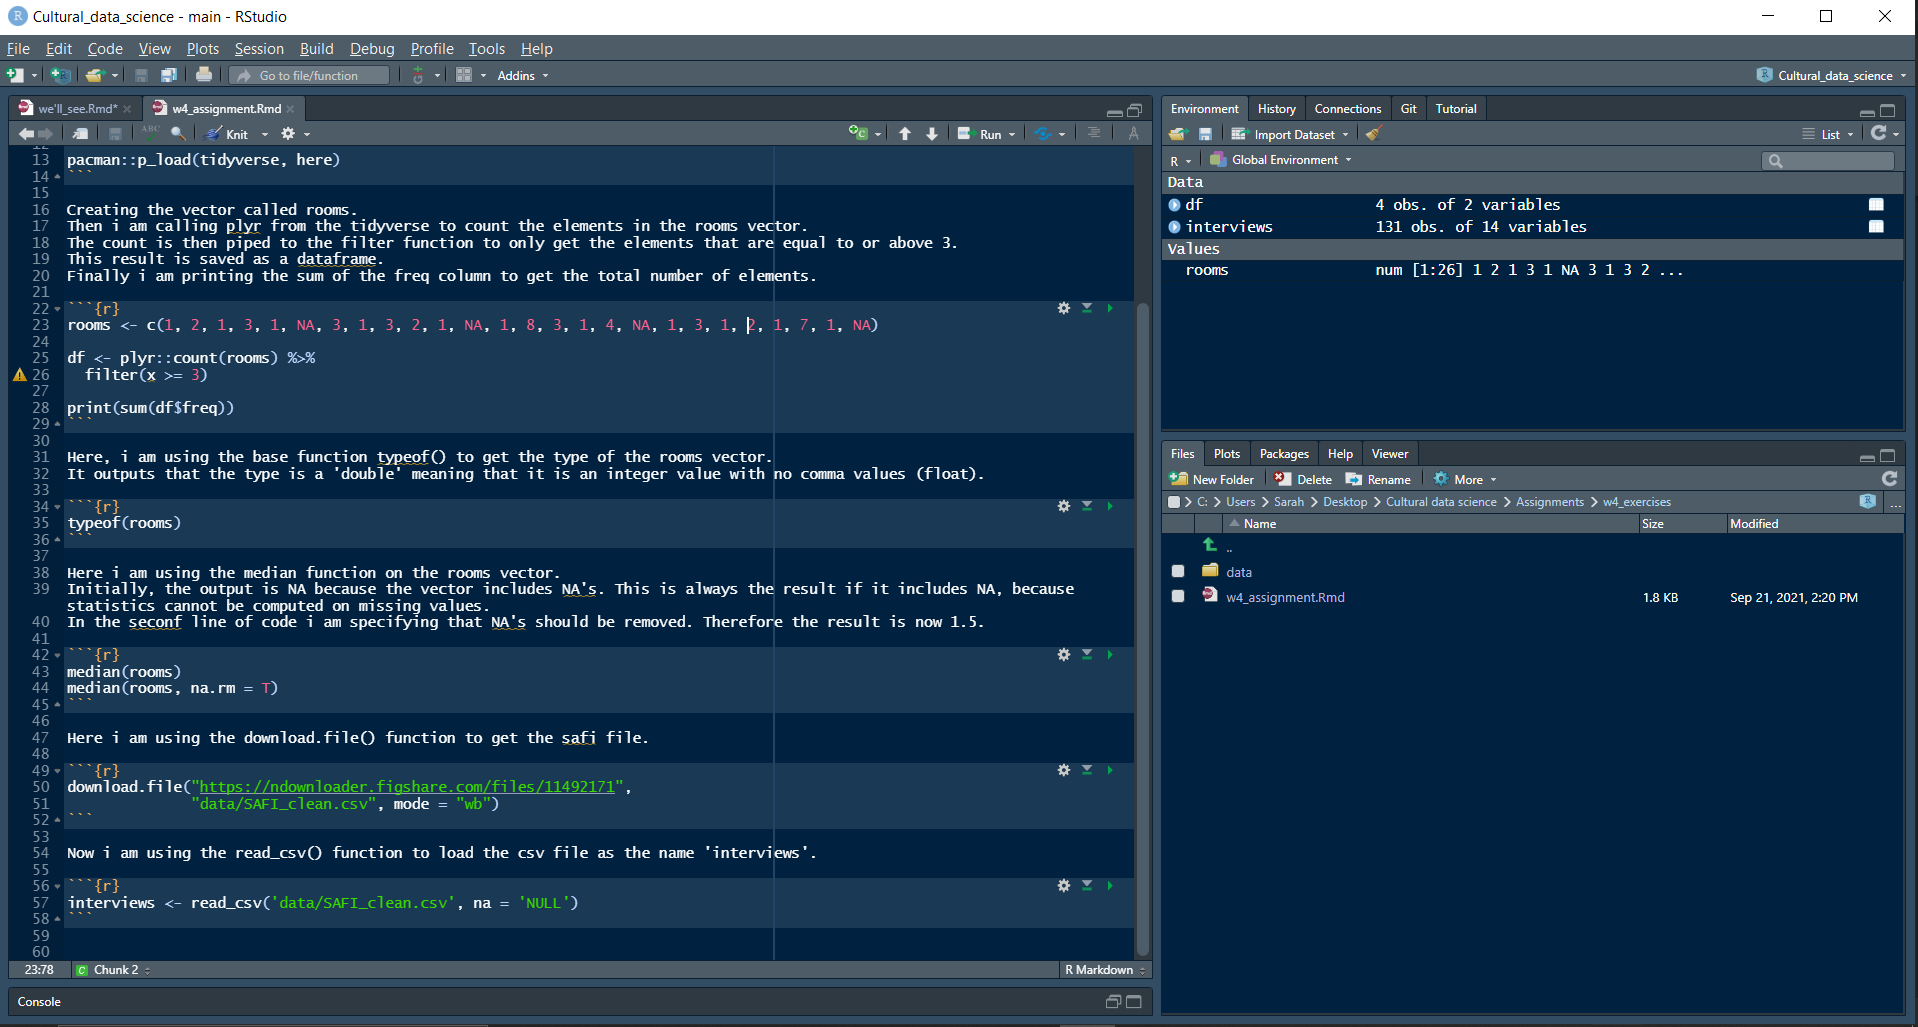 Cultural_data_science - main - RStudio
File Edit Code View Plots Session Build Debug Profile Tools Help
Go to file/function Addins Cultural_data_science
we'll_see.Rmd* w4_assignment.Rmd
ABC Knit Run
12
13 pacman::p_load(tidyverse, here)
14 ```
15
16 Creating the vector called rooms.
17 Then i am calling plyr from the tidyverse to count the elements in the rooms vector.
18 The count is then piped to the filter function to only get the elements that are equal to or above 3.
19 This result is saved as a dataframe.
20 Finally i am printing the sum of the freq column to get the total number of elements.
21
22 ```{r}
23 rooms <- c(1, 2, 1, 3, 1, NA, 3, 1, 3, 2, 1, NA, 1, 8, 3, 1, 4, NA, 1, 3, 1, 2, 1, 7, 1, NA)
24
25 df <- plyr::count(rooms) %>%
26 filter(x >= 3)
27
28 print(sum(df$freq))
29 ```
30
31 Here, i am using the base function typeof() to get the type of the rooms vector.
32 It outputs that the type is a 'double' meaning that it is an integer value with no comma values (float).
33
34 ```{r}
35 typeof(rooms)
36 ```
37
38 Here i am using the median function on the rooms vector.
39 Initially, the output is NA because the vector includes NA's. This is always the result if it includes NA, because
statistics cannot be computed on missing values.
40 In the seconf line of code i am specifying that NA's should be removed. Therefore the result is now 1.5.
41
42 ```{r}
43 median(rooms)
44 median(rooms, na.rm = T)
45 ```
46
47 Here i am using the download.file() function to get the safi file.
48
49 ```{r}
50 download.file("https://ndownloader.figshare.com/files/11492171",
51 "data/SAFI_clean.csv", mode = "wb")
52 ```
53
54 Now i am using the read_csv() function to load the csv file as the name 'interviews'.
55
56 ```{r}
57 interviews <- read_csv('data/SAFI_clean.csv', na = 'NULL')
58 ```
59
60
23:78 C Chunk 2 R Markdown
Console
Environment History Connections Git Tutorial
Import Dataset List
R Global Environment
Data
df 4 obs. of 2 variables
interviews 131 obs. of 14 variables
Values
rooms num [1:26] 1 2 1 3 1 NA 3 1 3 2 ...
Files Plots Packages Help Viewer
New Folder Delete Rename More
C: > Users > Sarah > Desktop > Cultural data science > Assignments > w4_exercises R ...
Name Size Modified
..
data
w4_assignment.Rmd 1.8 KB Sep 21, 2021, 2:20 PM